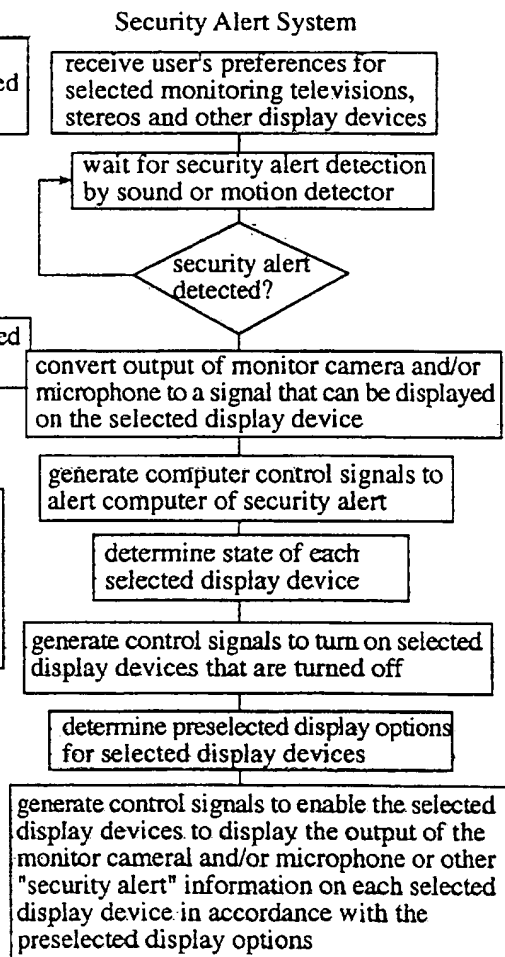 Security Alert System
ed
receive user's preferences for
selected monitoring televisions,
stereos and other display devices
wait for security alert detection
by sound or motion detector
security alert
detected?
ed
convert output of monitor camera and/or
microphone to a signal that can be displayed
on the selected display device
generate computer control signals to
alert computer of security alert
determine state of each
selected display device
generate control signals to turn on selected
display devices that are turned off
determine preselected display options
for selected display devices
generate control signals to enable the selected
display devices to display the output of the
monitor cameral and/or microphone or other
"security alert" information on each selected
display device in accordance with the
preselected display options